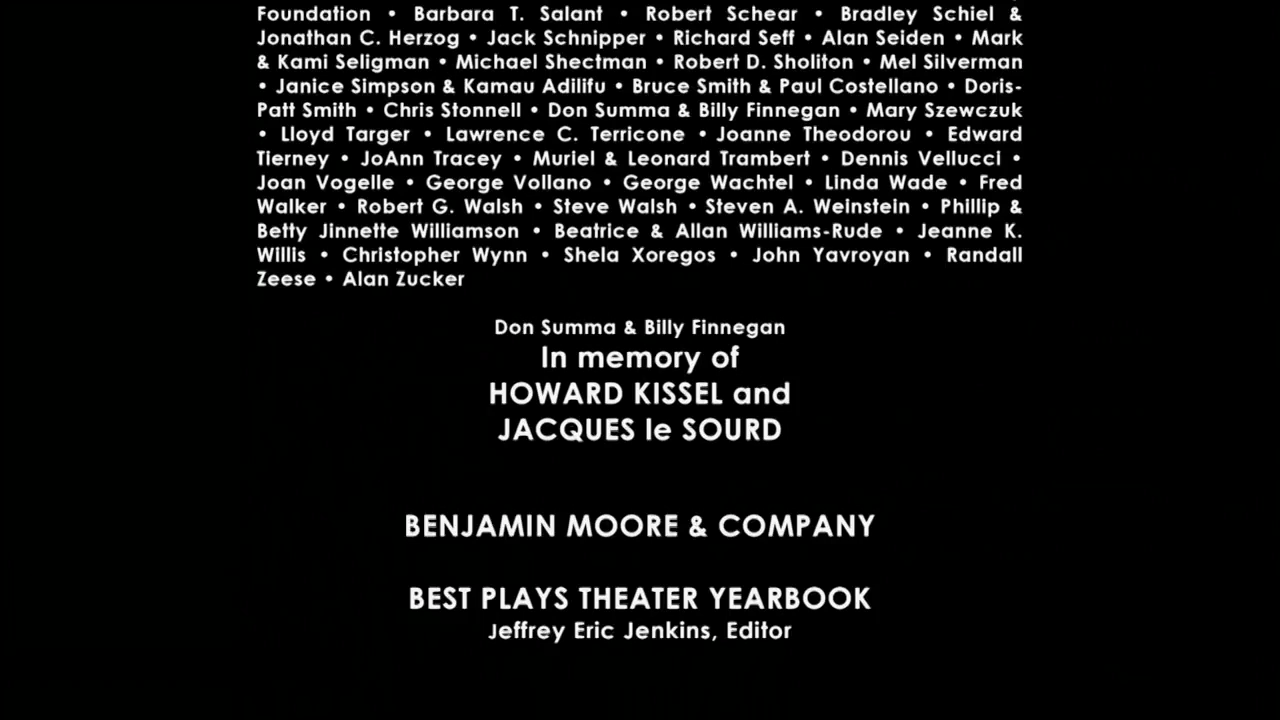 Foundation • Barbara T. Salant • Robert Schear • Bradley Schiel &
Jonathan C. Herzog • Jack Schnipper • Richard Seff • Alan Seiden • Mark
& Kami Seligman • Michael Shectman • Robert D. Sholiton • Mel Silverman
• Janice Simpson & Kamau Adilifu • Bruce Smith & Paul Costellano • Doris-
Patt Smith • Chris Stonnell • Don Summa & Billy Finnegan • Mary Szewczuk
• Lloyd Targer • Lawrence C. Terricone • Joanne Theodorou • Edward
Tierney • JoAnn Tracey • Muriel & Leonard Trambert • Dennis Vellucci •
Joan Vogelle • George Vollano • George Wachtel • Linda Wade • Fred
Walker • Robert G. Walsh • Steve Walsh • Steven A. Weinstein • Phillip &
Betty Jinnette Williamson • Beatrice & Allan Williams-Rude • Jeanne K.
Willis • Christopher Wynn • Shela Xoregos • John Yavroyan • Randall
Zeese • Alan Zucker
Don Summa & Billy Finnegan
In memory of
HOWARD KISSEL and
JACQUES le SOURD
BENJAMIN MOORE & COMPANY
BEST PLAYS THEATER YEARBOOK
Jeffrey Eric Jenkins, Editor